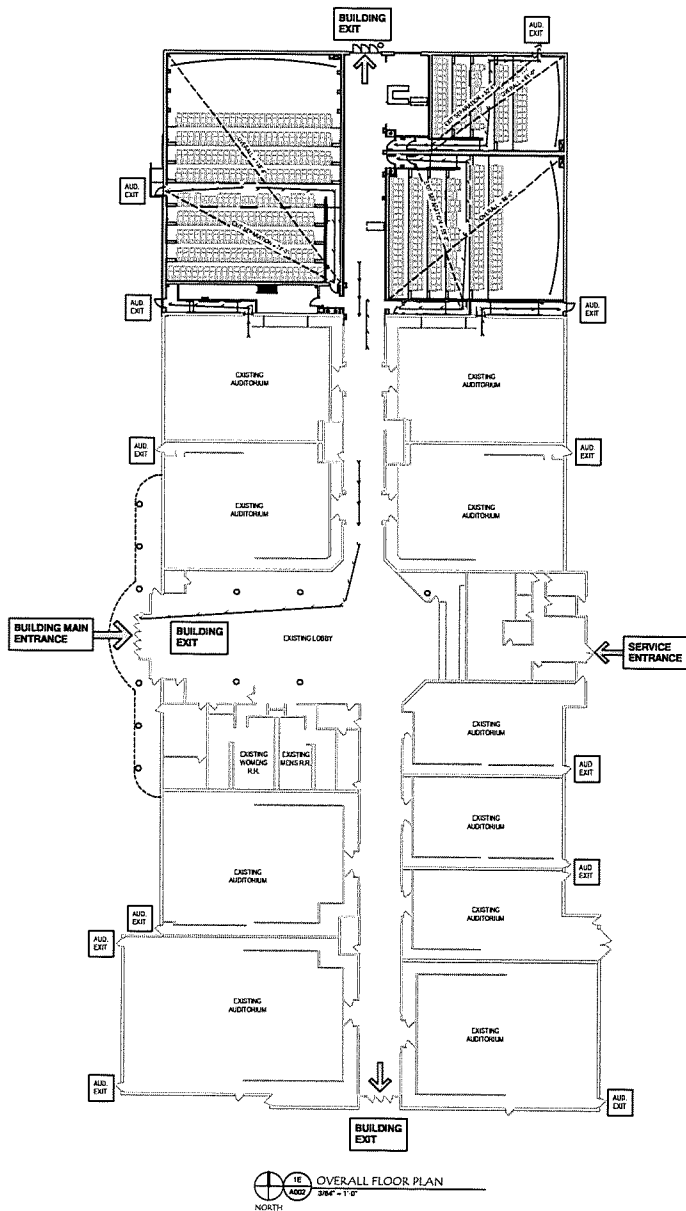 BUILDING
EXIT
AUD.
EXIT
AUD.
EXIT
AUD.
EXIT
AUD.
EXIT
EXISTING
AUDITORIUM
EXISTING
AUDITORIUM
AUD.
EXIT
AUD.
EXIT
EXISTING
AUDITORIUM
EXISTING
AUDITORIUM
BUILDING MAIN
ENTRANCE
BUILDING
EXIT
EXISTING LOBBY
SERVICE
ENTRANCE
EXISTING
AUDITORIUM
EXISTING
WOMENS
R.R.
EXISTING
MENS R.R.
AUD.
EXIT
EXISTING
AUDITORIUM
EXISTING
AUDITORIUM
AUD.
EXIT
EXISTING
AUDITORIUM
AUD.
EXIT
AUD.
EXIT
EXISTING
AUDITORIUM
EXISTING
AUDITORIUM
AUD.
EXIT
AUD.
EXIT
BUILDING
EXIT
1E
A002
OVERALL FLOOR PLAN
3/64" = 1'-0"
NORTH